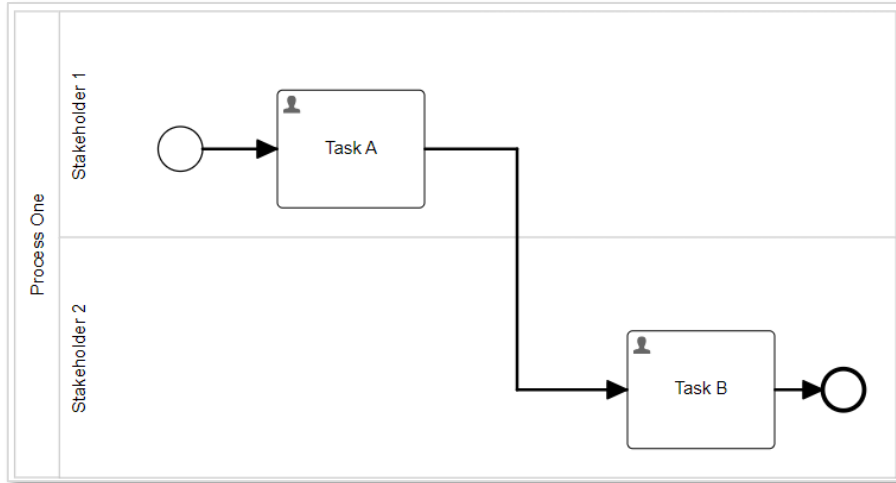 Process One
Stakeholder 1
Task A
Stakeholder 2
Task B